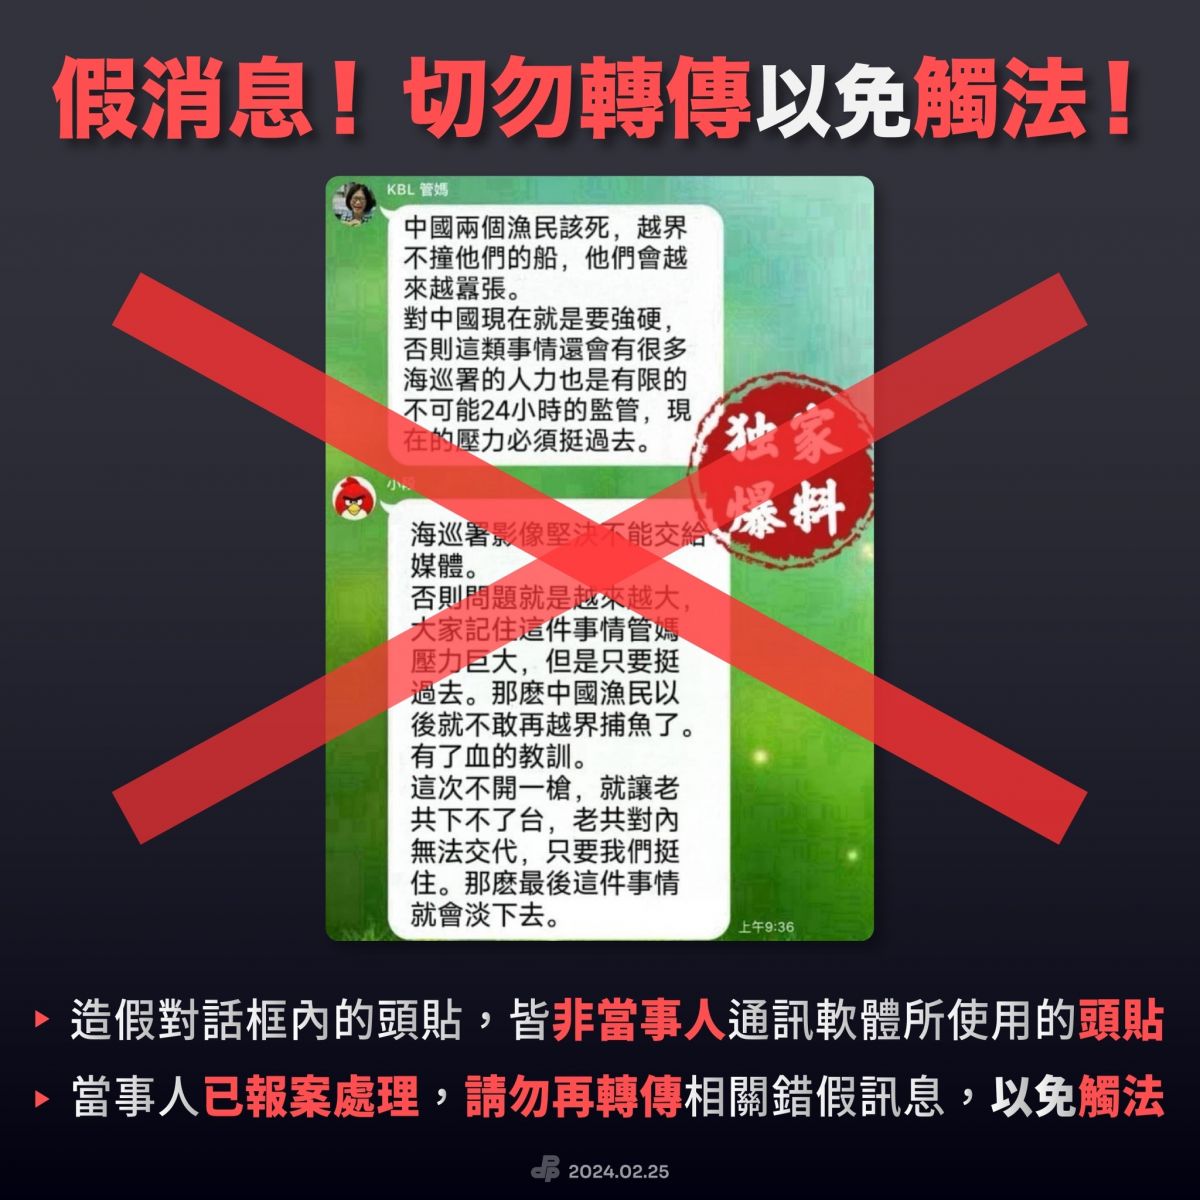 假消息！切勿轉傳以免觸法！
KBL 管媽
中國兩個漁民該死，越界
不撞他們的船，他們會越
來越囂張。
對中國現在就是要強硬，
否則這類事情還會有很多
海巡署的人力也是有限的
不可能24小時的監管，現
在的壓力必須挺過去。
独家
爆料
小段
海巡署影像堅決不能交給
媒體。
否則問題就是越來越大，
大家記住這件事情管媽
壓力巨大，但是只要挺
過去。那麼中國漁民以
後就不敢再越界捕魚了。
有了血的教訓。
這次不開一槍，就讓老
共下不了台，老共對內
無法交代，只要我們挺
住。那麼最後這件事情
就會淡下去。
上午9:36
造假對話框內的頭貼，皆非當事人通訊軟體所使用的頭貼
當事人已報案處理，請勿再轉傳相關錯假訊息，以免觸法
DPP 2024.02.25